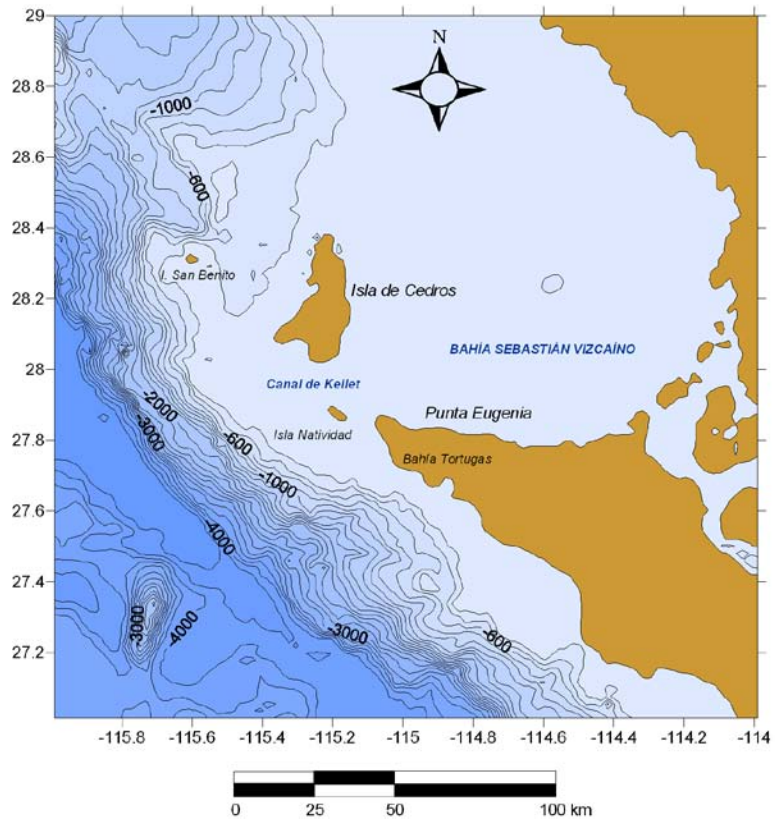 29
N
28.8
-1000
28.6
-600
28.4
I. San Benito
Isla de Cedros
28.2
BAHÍA SEBASTIÁN VIZCAÍNO
28
Canal de Kellet
-2000
Punta Eugenia
-3000
Isla Natividad
27.8
-600
Bahía Tortugas
-1000
27.6
-4000
27.4
-3000
-4000
-3000
-600
27.2
-115.8 -115.6 -115.4 -115.2 -115 -114.8 -114.6 -114.4 -114.2 -114
0 25 50 100 km